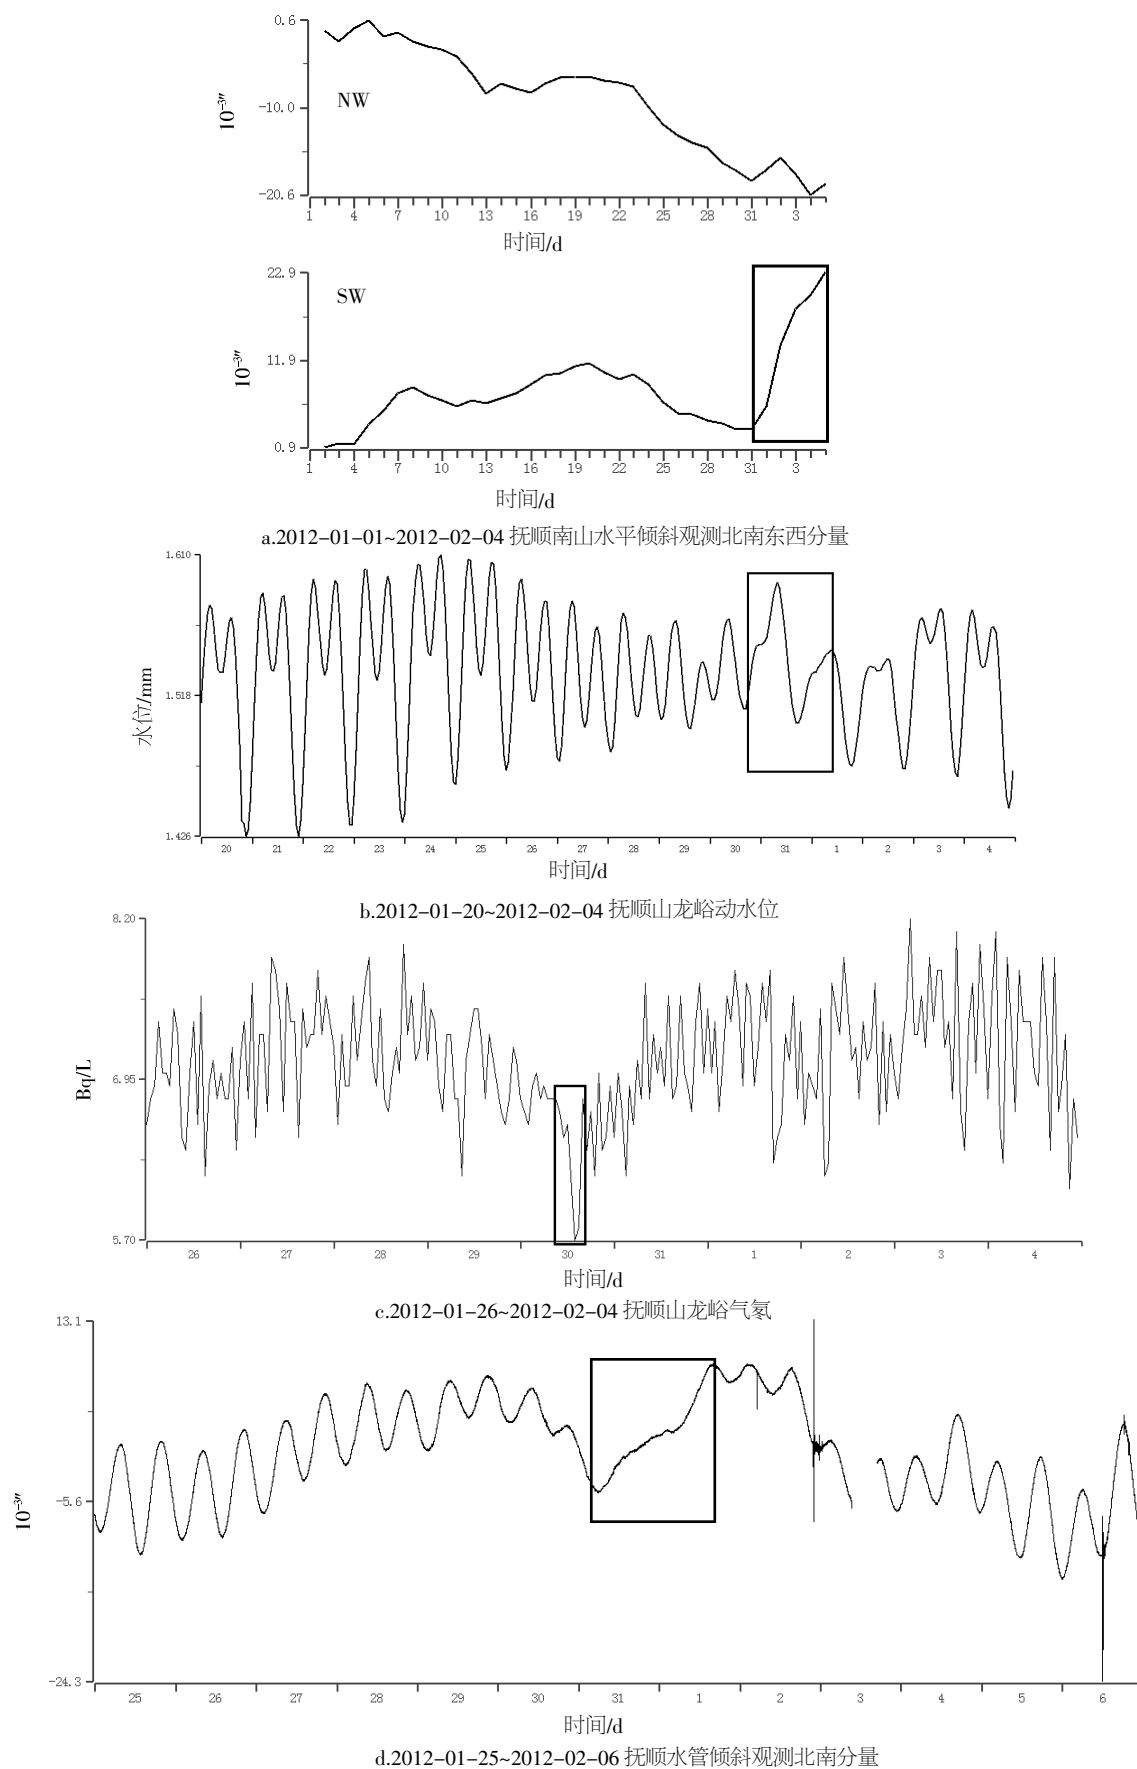 0.6
NW
10⁻³″
-10.0
-20.6
1 4 7 10 13 16 19 22 25 28 31 3
时间/d
22.9
SW
10⁻³″
11.9
0.9
1 4 7 10 13 16 19 22 25 28 31 3
时间/d
a.2012-01-01~2012-02-04 抚顺南山水平倾斜观测北南东西分量
1.610
水位/mm
1.518
1.426
20 21 22 23 24 25 26 27 28 29 30 31 1 2 3 4
时间/d
b.2012-01-20~2012-02-04 抚顺山龙峪动水位
8.20
Bq/L
6.95
5.70
26 27 28 29 30 31 1 2 3 4
时间/d
c.2012-01-26~2012-02-04 抚顺山龙峪气氡
13.1
10⁻³″
-5.6
-24.3
25 26 27 28 29 30 31 1 2 3 4 5 6
时间/d
d.2012-01-25~2012-02-06 抚顺水管倾斜观测北南分量